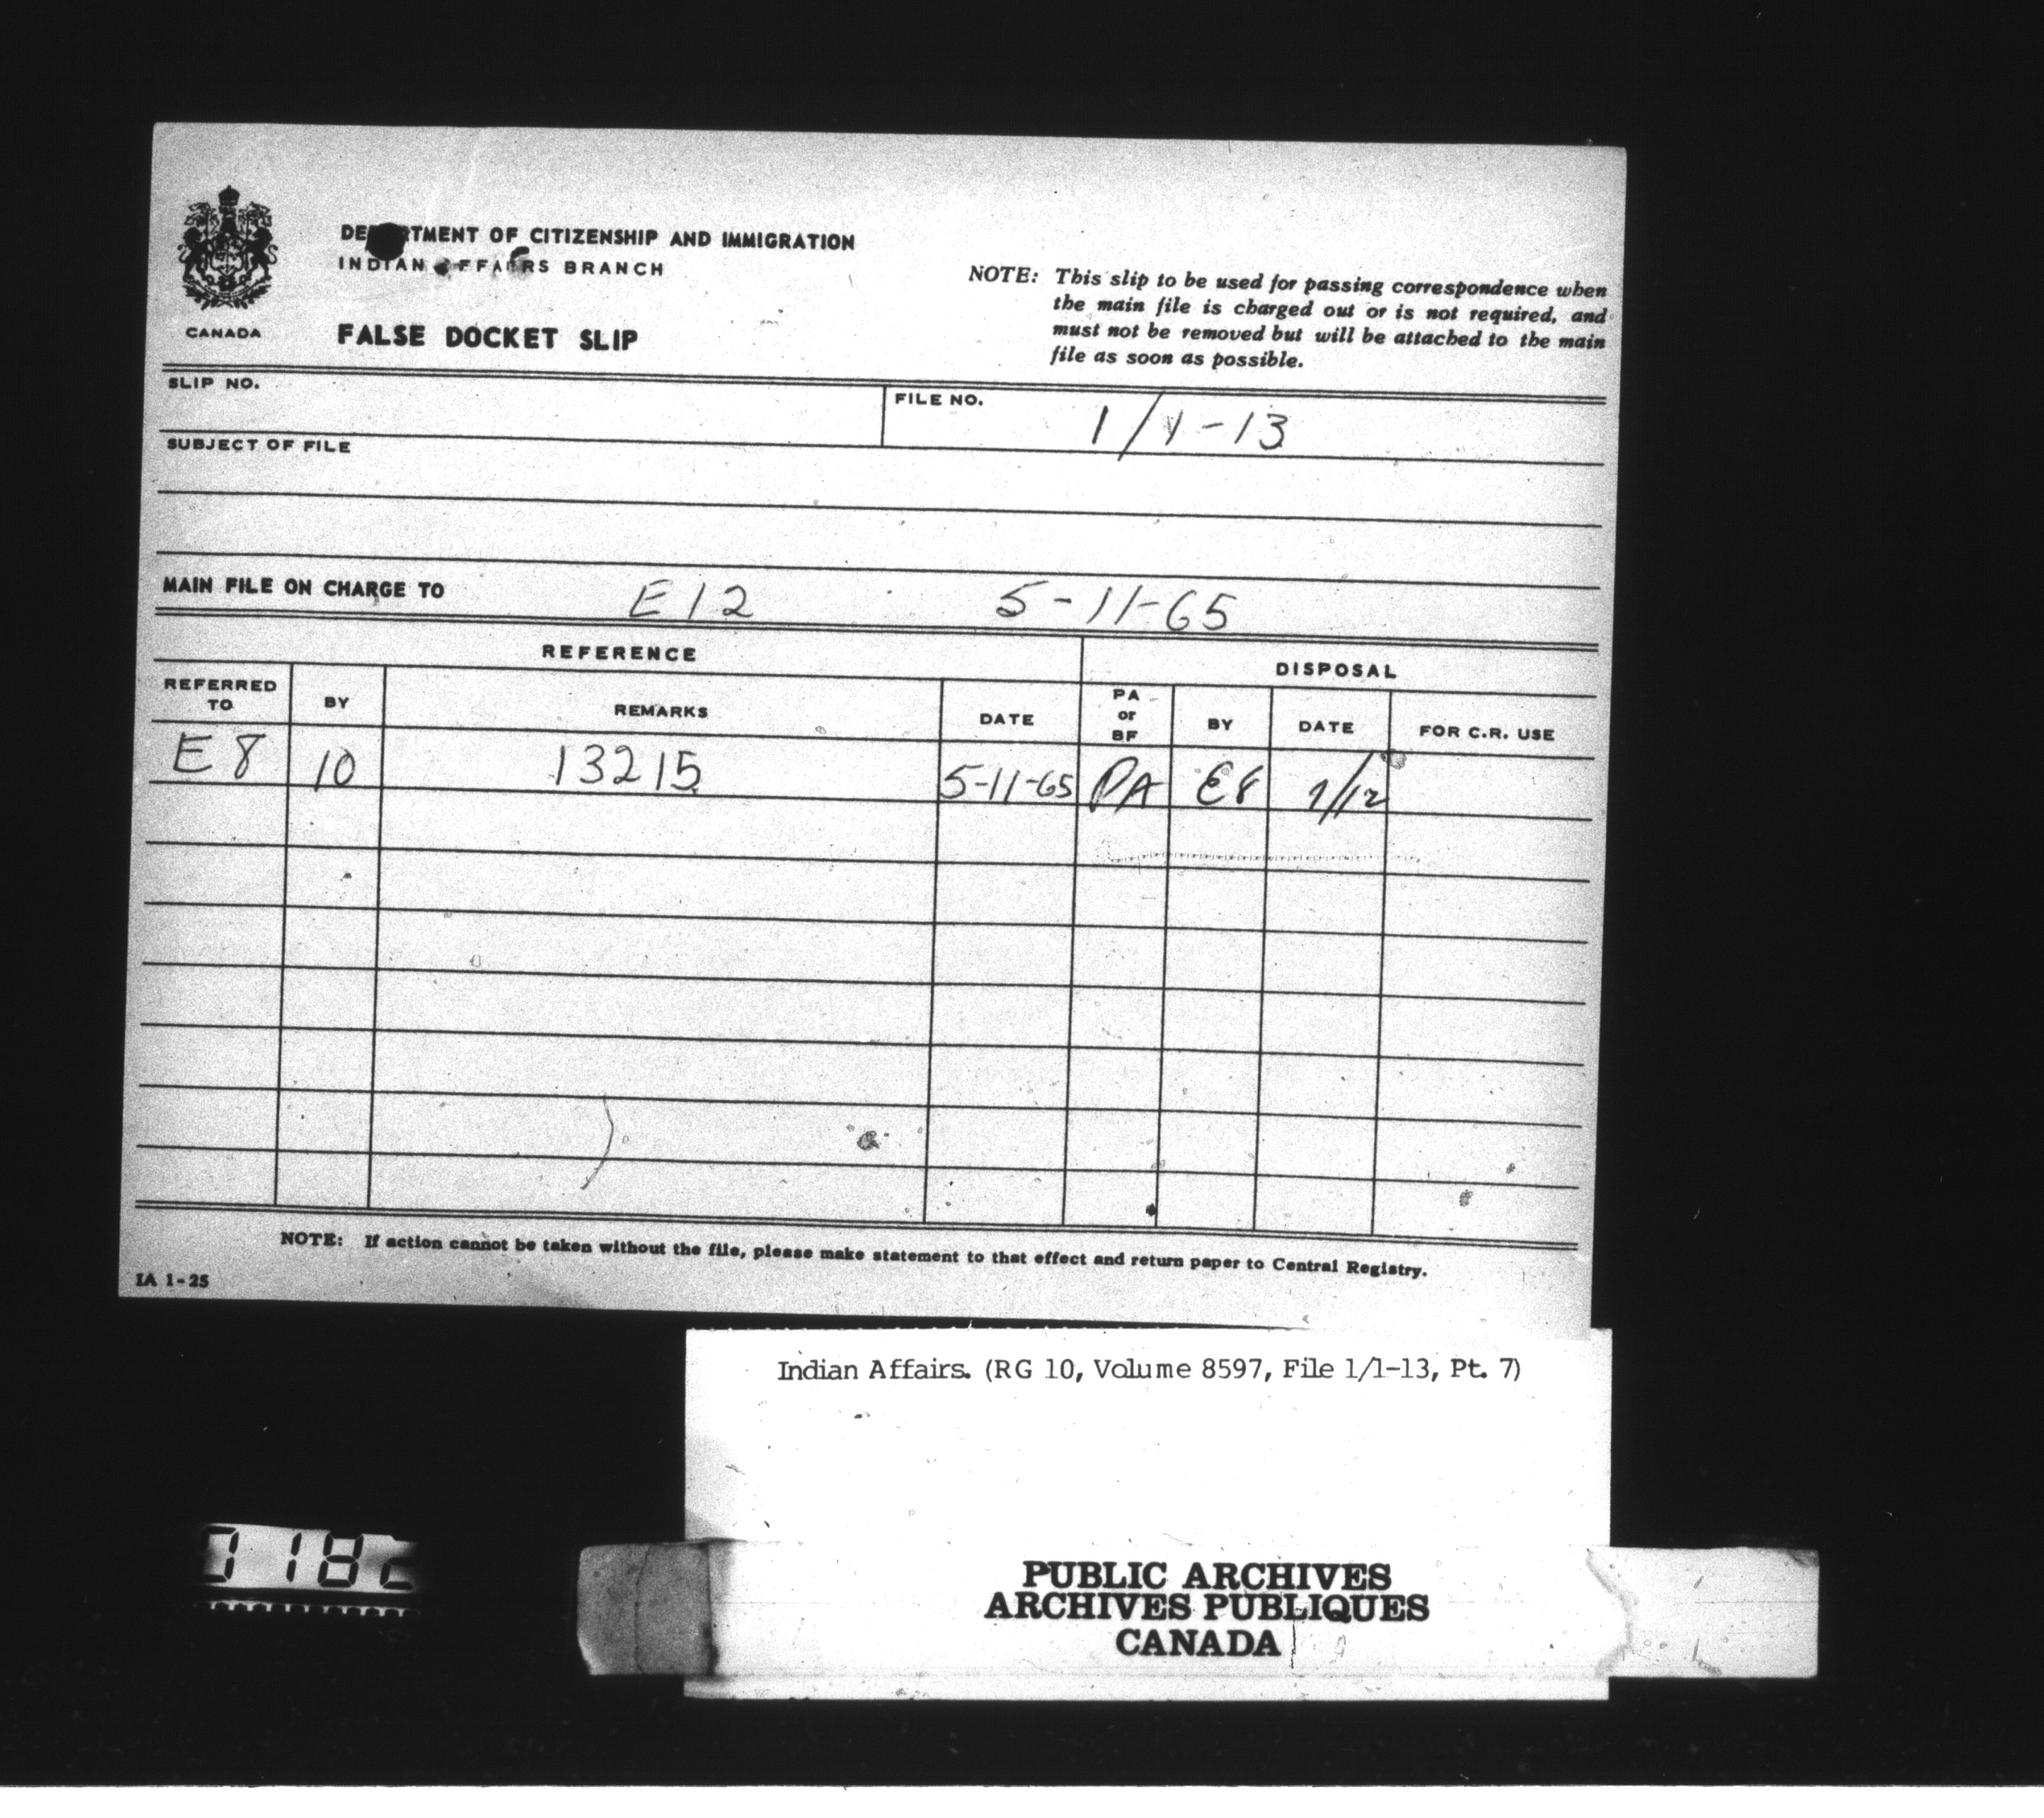 DEPARTMENT OF CITIZENSHIP AND IMMIGRATION
INDIAN AFFAIRS BRANCH
CANADA
FALSE DOCKET SLIP
NOTE: This slip to be used for passing correspondence when
the main file is charged out or is not required, and
must not be removed but will be attached to the main
file as soon as possible.
SLIP NO.
FILE NO. 1/1-13
SUBJECT OF FILE
MAIN FILE ON CHARGE TO E12 5-11-65
REFERENCE DISPOSAL
REFERRED TO BY REMARKS DATE PA or BF BY DATE FOR C.R. USE
E8 10 13215 5-11-65 PA E8 1/12
NOTE: If action cannot be taken without the file, please make statement to that effect and return paper to Central Registry.
IA 1-25
Indian Affairs. (RG 10, Volume 8597, File 1/1-13, Pt. 7)
PUBLIC ARCHIVES
ARCHIVES PUBLIQUES
CANADA